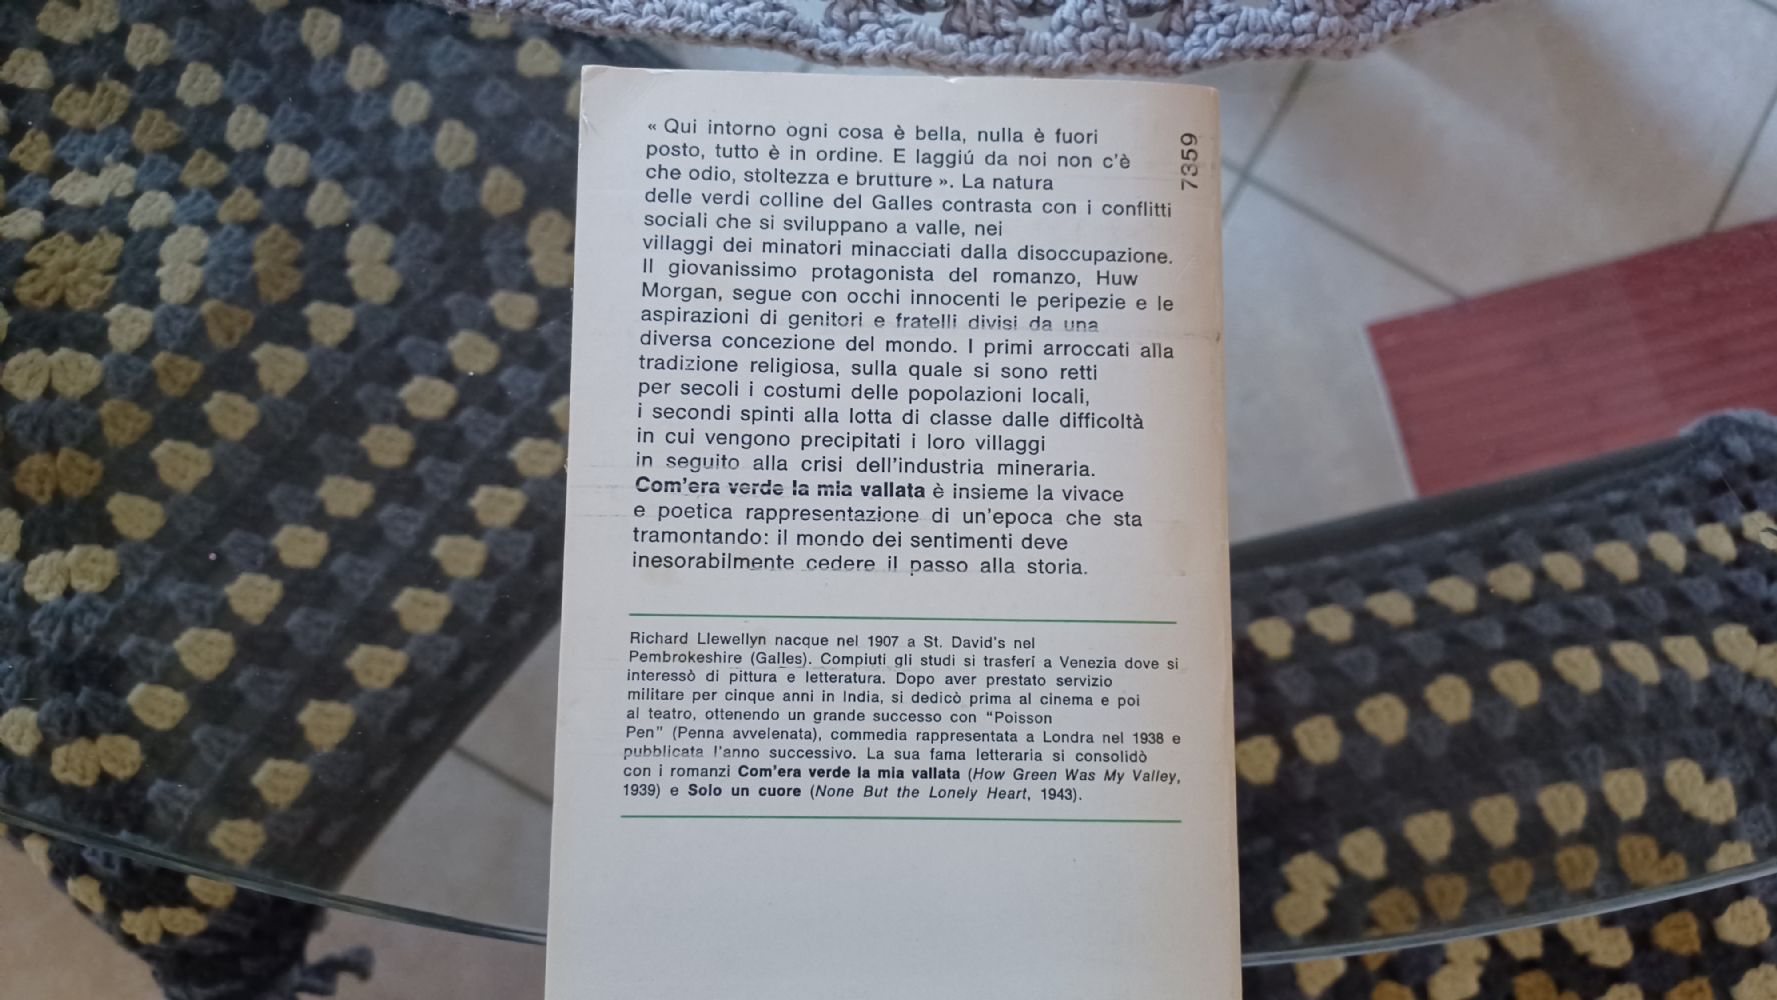 « Qui intorno ogni cosa è bella, nulla è fuori
posto, tutto è in ordine. E laggiú da noi non c'è
che odio, stoltezza e brutture ». La natura
delle verdi colline del Galles contrasta con i conflitti
sociali che si sviluppano a valle, nei
villaggi dei minatori minacciati dalla disoccupazione.
Il giovanissimo protagonista del romanzo, Huw
Morgan, segue con occhi innocenti le peripezie e le
aspirazioni di genitori e fratelli divisi da una
diversa concezione del mondo. I primi arroccati alla
tradizione religiosa, sulla quale si sono retti
per secoli i costumi delle popolazioni locali,
i secondi spinti alla lotta di classe dalle difficoltà
in cui vengono precipitati i loro villaggi
in seguito alla crisi dell'industria mineraria.
Com'era verde la mia vallata è insieme la vivace
e poetica rappresentazione di un'epoca che sta
tramontando: il mondo dei sentimenti deve
inesorabilmente cedere il passo alla storia.
7359
Richard Llewellyn nacque nel 1907 a St. David's nel
Pembrokeshire (Galles). Compiuti gli studi si trasferí a Venezia dove si
interessò di pittura e letteratura. Dopo aver prestato servizio
militare per cinque anni in India, si dedicò prima al cinema e poi
al teatro, ottenendo un grande successo con "Poisson
Pen" (Penna avvelenata), commedia rappresentata a Londra nel 1938 e
pubblicata l'anno successivo. La sua fama letteraria si consolidò
con i romanzi Com'era verde la mia vallata (How Green Was My Valley,
1939) e Solo un cuore (None But the Lonely Heart, 1943).